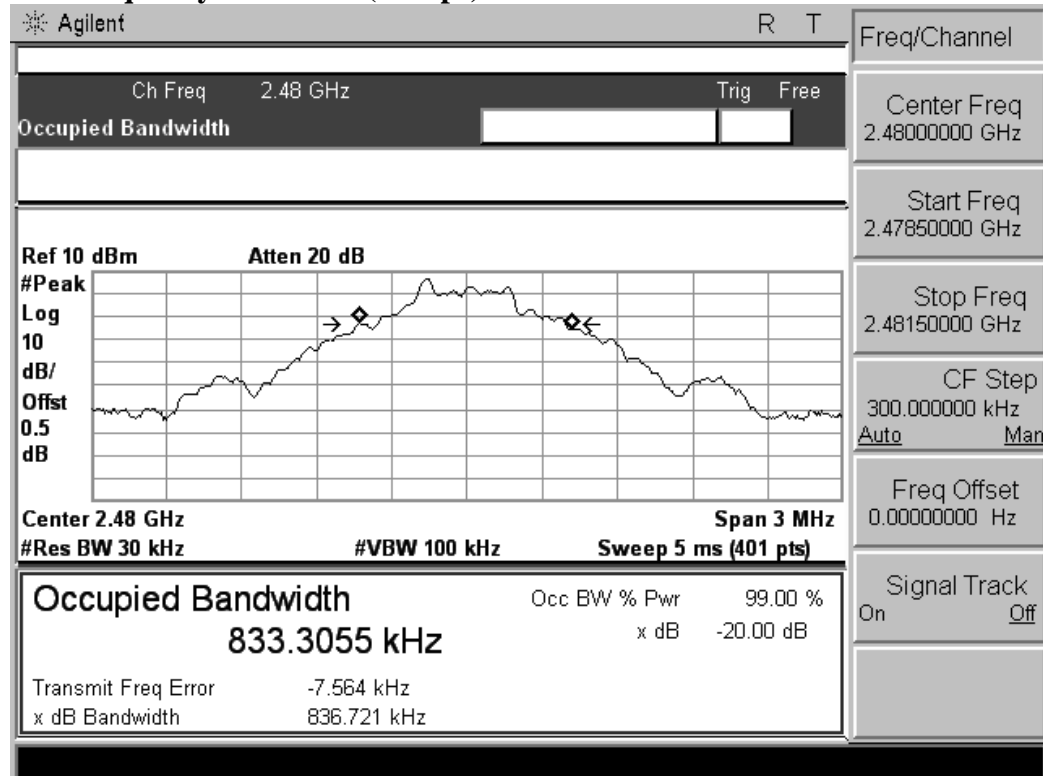 Agilent R T
Freq/Channel
Ch Freq 2.48 GHz Trig Free
Occupied Bandwidth
Center Freq
2.48000000 GHz
Start Freq
2.47850000 GHz
Stop Freq
2.48150000 GHz
CF Step
300.000000 kHz
Auto Man
Freq Offset
0.00000000 Hz
Signal Track
On Off
Ref 10 dBm Atten 20 dB
#Peak
Log
10
dB/
Offst
0.5
dB
Center 2.48 GHz Span 3 MHz
#Res BW 30 kHz #VBW 100 kHz Sweep 5 ms (401 pts)
Occupied Bandwidth Occ BW % Pwr 99.00 %
833.3055 kHz x dB -20.00 dB
Transmit Freq Error -7.564 kHz
x dB Bandwidth 836.721 kHz